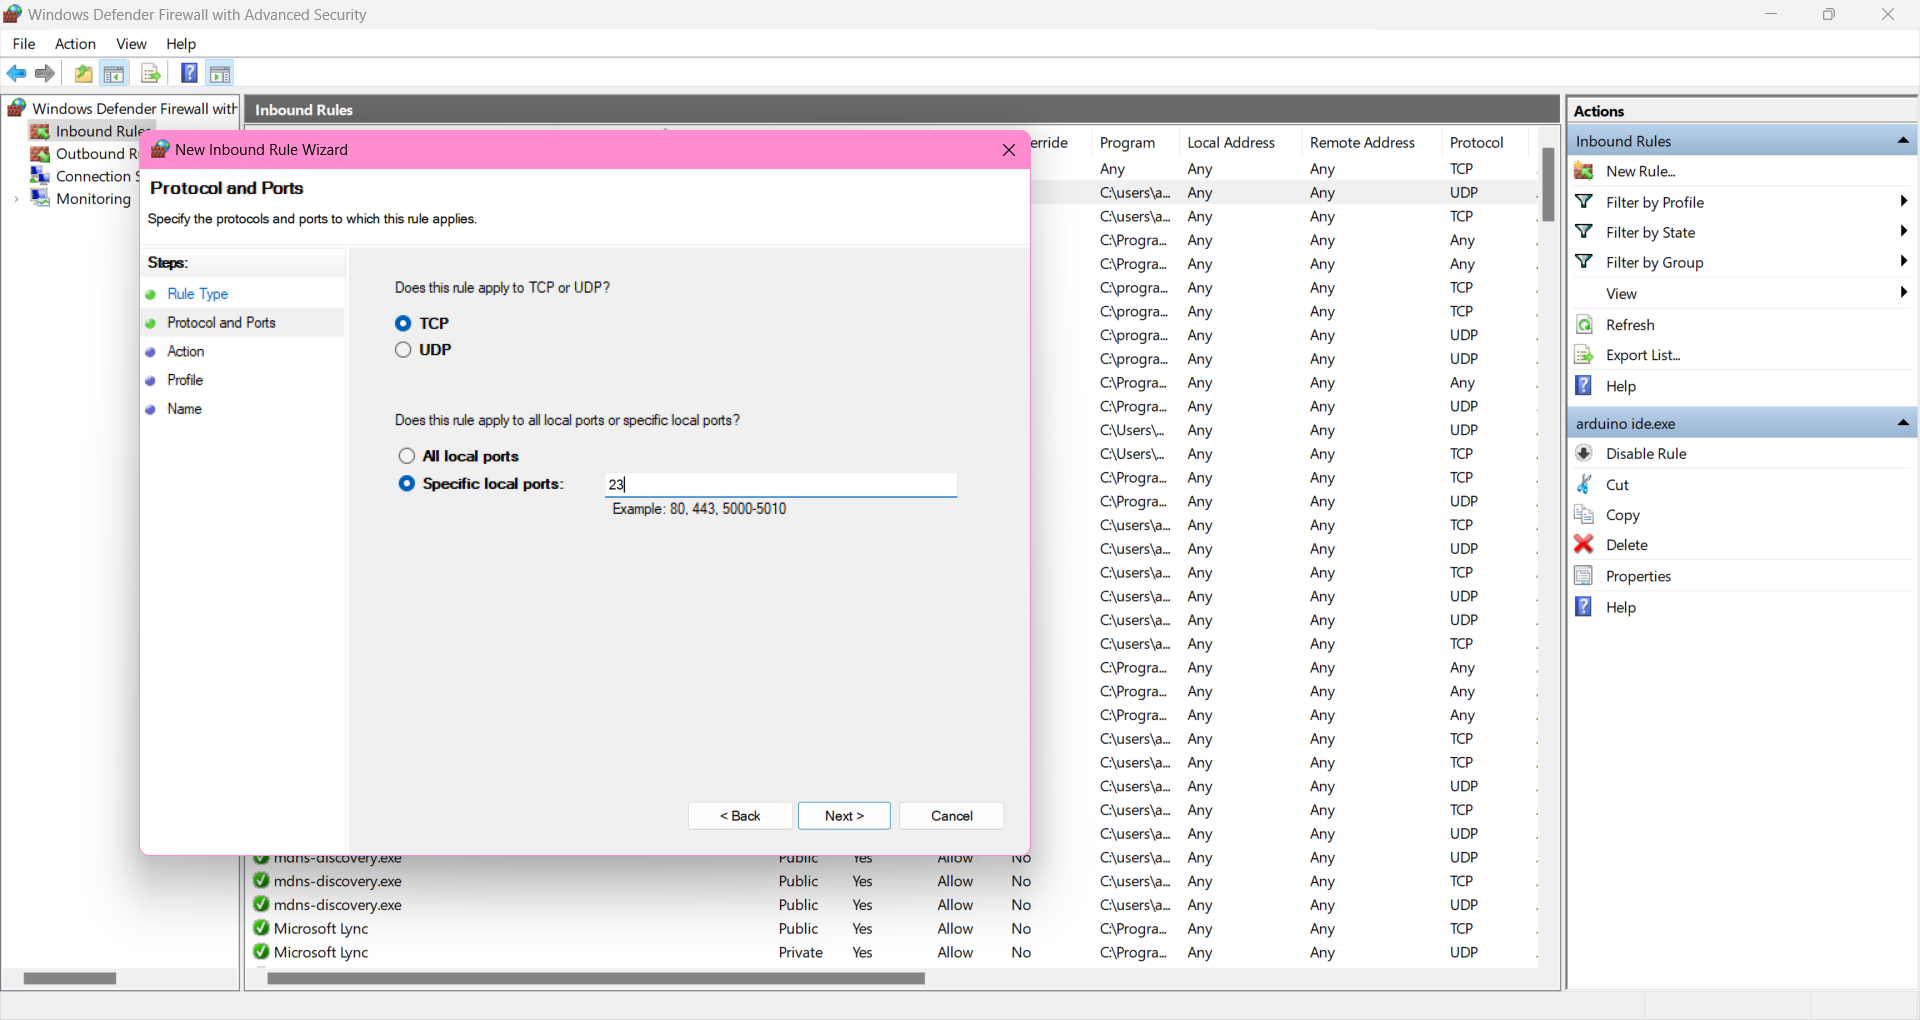 Windows Defender Firewall with Advanced Security
File Action View Help
Windows Defender Firewall with
Inbound Rules
Outbound R
Connection S
Monitoring
Inbound Rules
New Inbound Rule Wizard
Protocol and Ports
Specify the protocols and ports to which this rule applies.
Steps:
Rule Type
Protocol and Ports
Action
Profile
Name
Does this rule apply to TCP or UDP?
TCP
UDP
Does this rule apply to all local ports or specific local ports?
All local ports
Specific local ports: 23
Example: 80, 443, 5000-5010
< Back Next > Cancel
erride Program Local Address Remote Address Protocol
Any Any Any TCP
C:\users\a... Any Any UDP
C:\users\a... Any Any TCP
C:\Progra... Any Any Any
C:\Progra... Any Any Any
C:\progra... Any Any TCP
C:\progra... Any Any TCP
C:\progra... Any Any UDP
C:\progra... Any Any UDP
C:\Progra... Any Any Any
C:\Progra... Any Any UDP
C:\Users\... Any Any UDP
C:\Users\... Any Any TCP
C:\Progra... Any Any TCP
C:\Progra... Any Any UDP
C:\users\a... Any Any TCP
C:\users\a... Any Any UDP
C:\users\a... Any Any TCP
C:\users\a... Any Any UDP
C:\users\a... Any Any UDP
C:\users\a... Any Any TCP
C:\Progra... Any Any Any
C:\Progra... Any Any Any
C:\Progra... Any Any Any
C:\users\a... Any Any TCP
C:\users\a... Any Any TCP
C:\users\a... Any Any UDP
C:\users\a... Any Any TCP
C:\users\a... Any Any UDP
mdns-discovery.exe Public Yes Allow No C:\users\a... Any Any UDP
mdns-discovery.exe Public Yes Allow No C:\users\a... Any Any TCP
mdns-discovery.exe Public Yes Allow No C:\users\a... Any Any UDP
Microsoft Lync Public Yes Allow No C:\Progra... Any Any TCP
Microsoft Lync Private Yes Allow No C:\Progra... Any Any UDP
Actions
Inbound Rules
New Rule...
Filter by Profile
Filter by State
Filter by Group
View
Refresh
Export List...
Help
arduino ide.exe
Disable Rule
Cut
Copy
Delete
Properties
Help